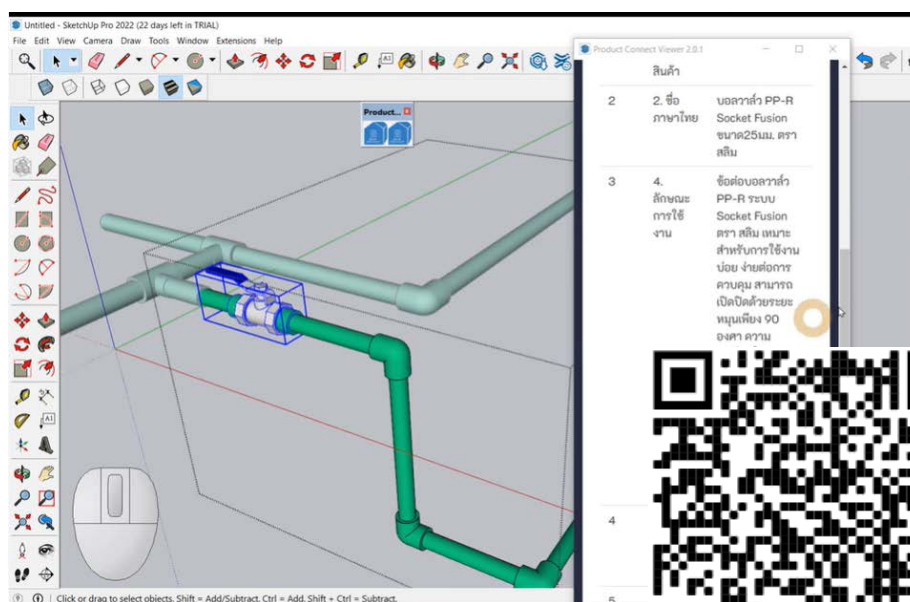 Untitled - SketchUp Pro 2022 (22 days left in TRIAL)
File Edit View Camera Draw Tools Window Extensions Help
Product...
Product Connect Viewer 2.0.1
สินค้า
2
2. ชื่อ
ภาษาไทย
บอลวาล์ว PP-R
Socket Fusion
ขนาด25มม. ตรา
สลิม
3
4.
ลักษณะ
การใช้
งาน
ข้อต่อบอลวาล์ว
PP-R ระบบ
Socket Fusion
ตรา สลิม เหมาะ
สำหรับการใช้งาน
บ่อย ง่ายต่อการ
ควบคุม สามารถ
เปิดปิดด้วยระยะ
หมุนเพียง 90
องศา ความ
4
5
Click or drag to select objects. Shift = Add/Subtract. Ctrl = Add. Shift + Ctrl = Subtract.